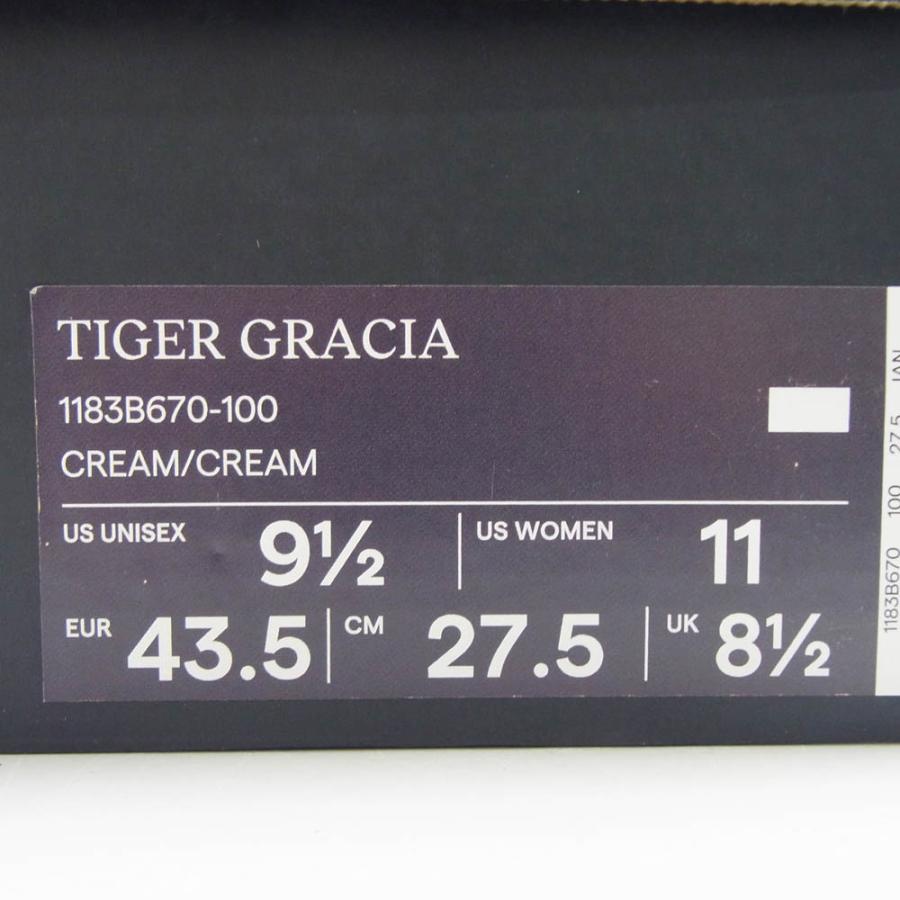 TIGER GRACIA
1183B670-100
CREAM/CREAM
US UNISEX 9½ US WOMEN 11
EUR 43.5 CM 27.5 UK 8½
1183B670 100 27.5 JAN